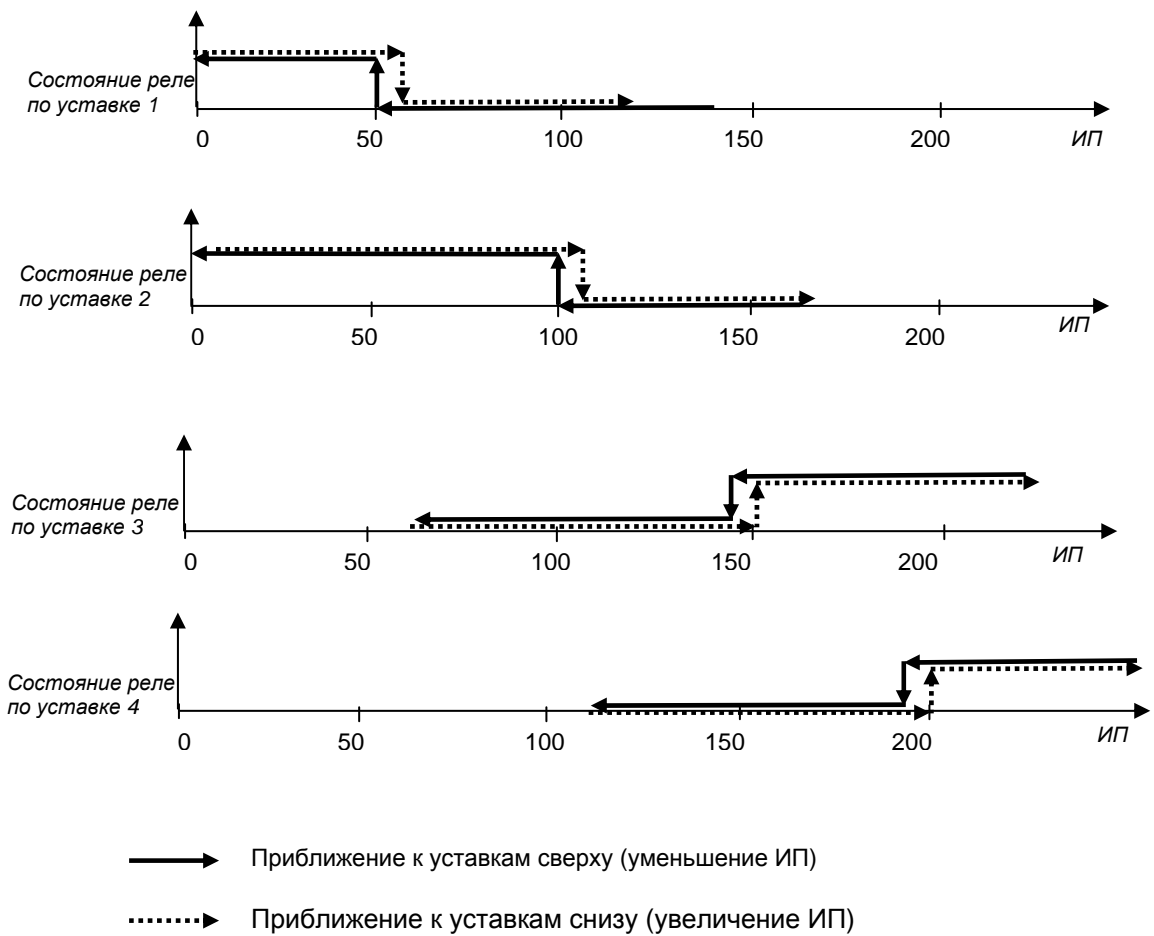 Состояние реле
по уставке 1
0 50 100 150 200 ИП
Состояние реле
по уставке 2
0 50 100 150 200 ИП
Состояние реле
по уставке 3
0 50 100 150 200 ИП
Состояние реле
по уставке 4
0 50 100 150 200 ИП
Приближение к уставкам сверху (уменьшение ИП)
Приближение к уставкам снизу (увеличение ИП)